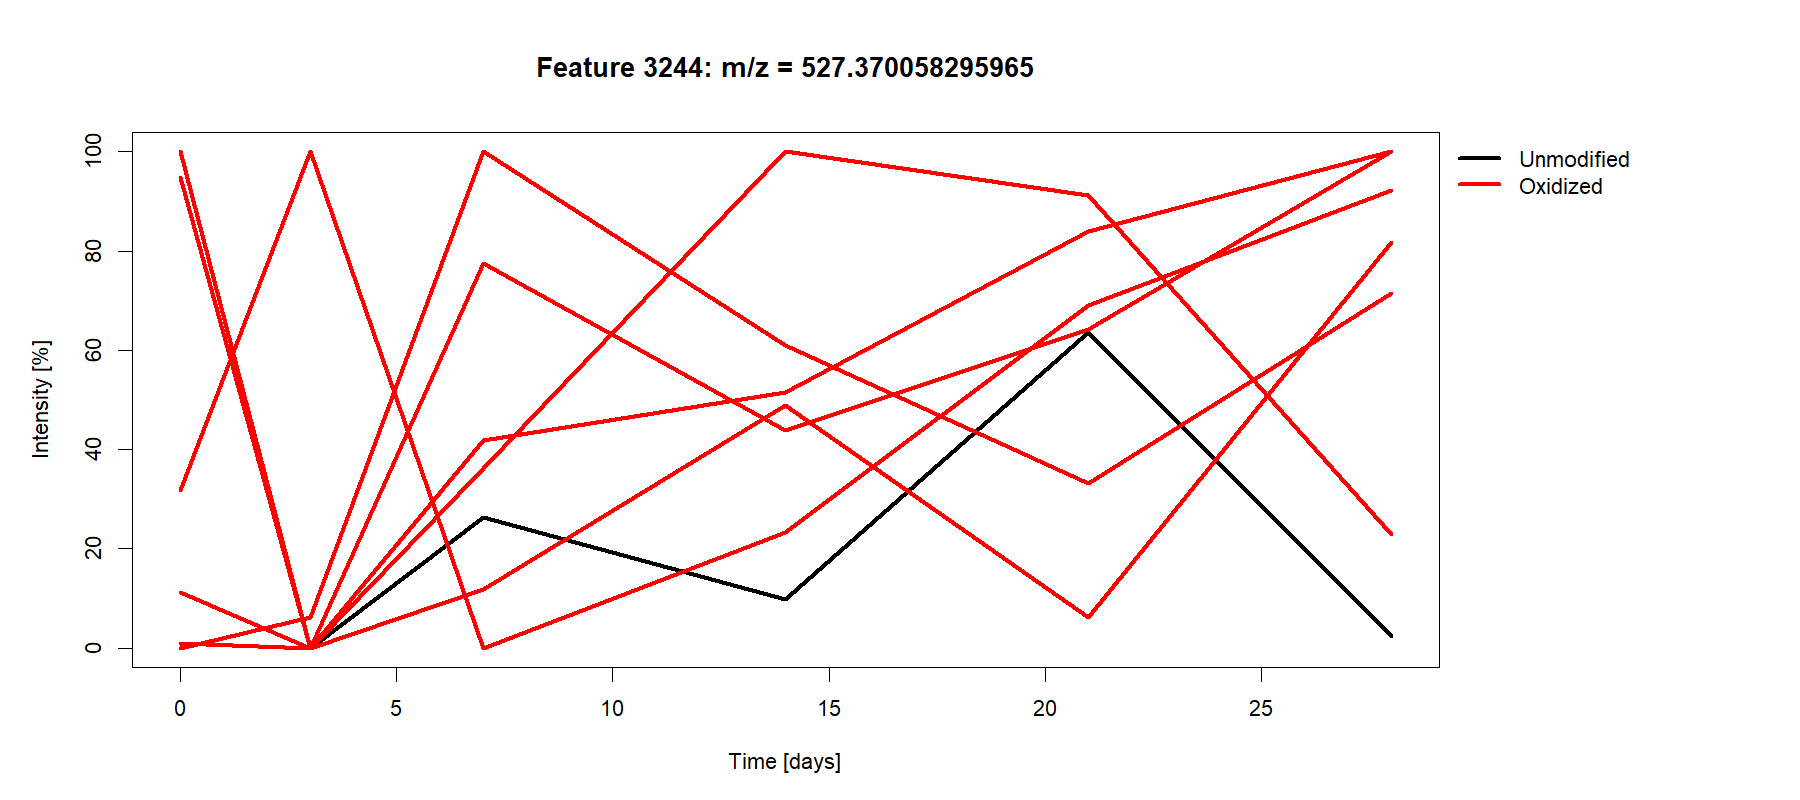 Feature 3244: m/z = 527.370058295965
Unmodified
Oxidized
Intensity [%]
100
80
60
40
20
0
0 5 10 15 20 25
Time [days]